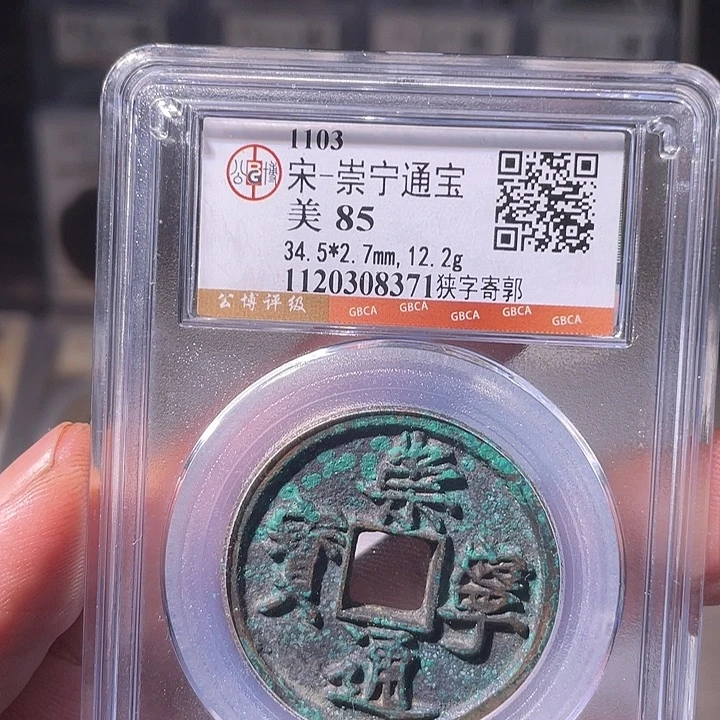 1103
宋-崇宁通宝
美 85
34.5*2.7mm, 12.2g
1120308371狭字寄郭
公博评级 GBCA GBCA GBCA GBCA GBCA
崇寧通寳